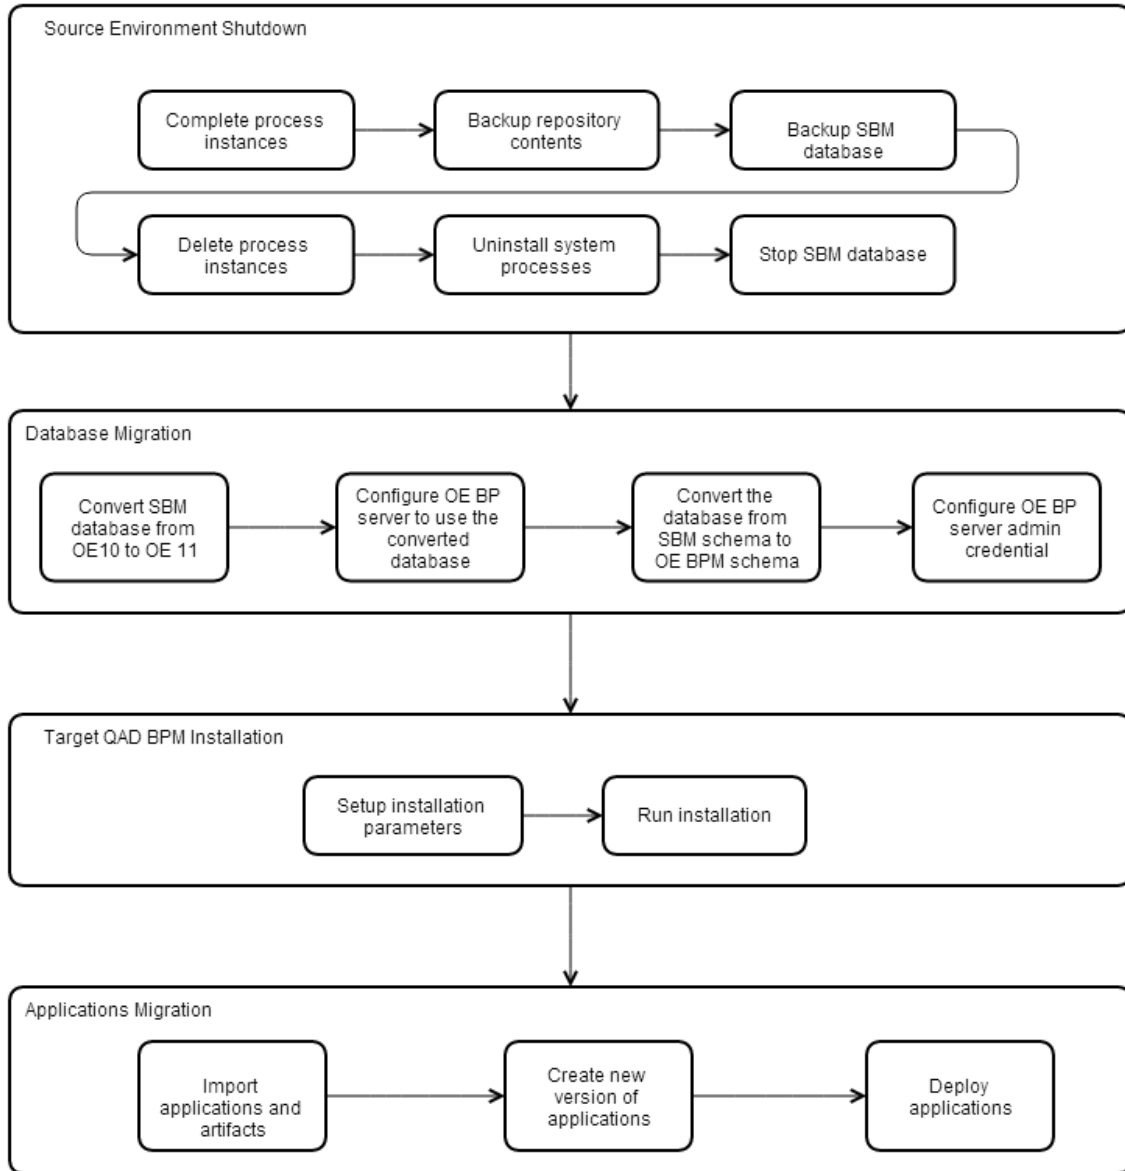 Source Environment Shutdown
Complete process
instances
Backup repository
contents
Backup SBM
database
Delete process
instances
Uninstall system
processes
Stop SBM database
Database Migration
Convert SBM
database from
OE10 to OE 11
Configure OE BP
server to use the
converted
database
Convert the
database from
SBM schema to
OE BPM schema
Configure OE BP
server admin
credential
Target QAD BPM Installation
Setup installation
parameters
Run installation
Applications Migration
Import
applications and
artifacts
Create new
version of
applications
Deploy
applications